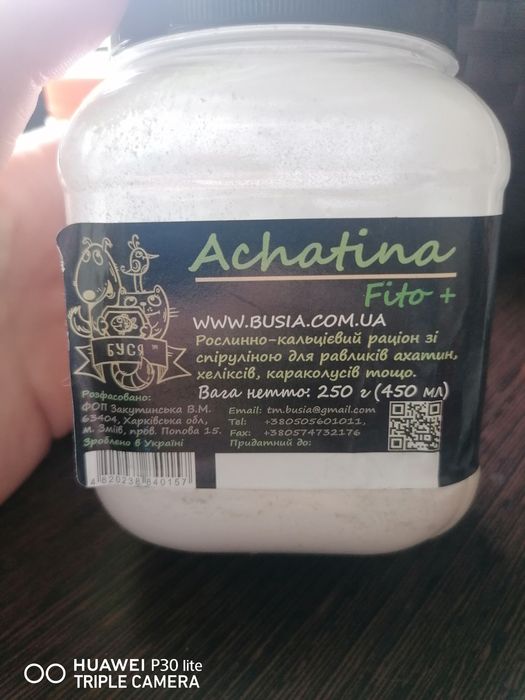 Achatina
Fito +
WWW.BUSIA.COM.UA
Рослинно-кальцієвий раціон зі
спіруліною для равликів ахатин,
хеліксів, караколусів тощо.
Вага нетто: 250 г (450 мл)
БУСЯ™
Розфасовано:
ФОП Закутинська В.М.
63404, Харківська обл,
м. Зміїв, пров. Попова 15.
Зроблено в Україні
Email: tm.busia@gmail.com
Tel: +380505601011,
Fax: +380574732176
Придатний до:
4820238840157
HUAWEI P30 lite
TRIPLE CAMERA